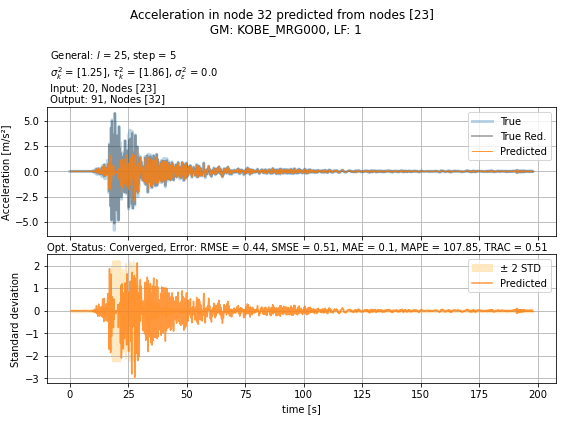 Acceleration in node 32 predicted from nodes [23]
GM: KOBE_MRG000, LF: 1
General: l = 25, step = 5
σ²ₖ = [1.25], τ²ₖ = [1.86], σ²ε = 0.0
Input: 20, Nodes [23]
Output: 91, Nodes [32]
Acceleration [m/s²]
5.0
2.5
0.0
−2.5
−5.0
True
True Red.
Predicted
Opt. Status: Converged, Error: RMSE = 0.44, SMSE = 0.51, MAE = 0.1, MAPE = 107.85, TRAC = 0.51
Standard deviation
2
1
0
−1
−2
−3
± 2 STD
Predicted
0 25 50 75 100 125 150 175 200
time [s]